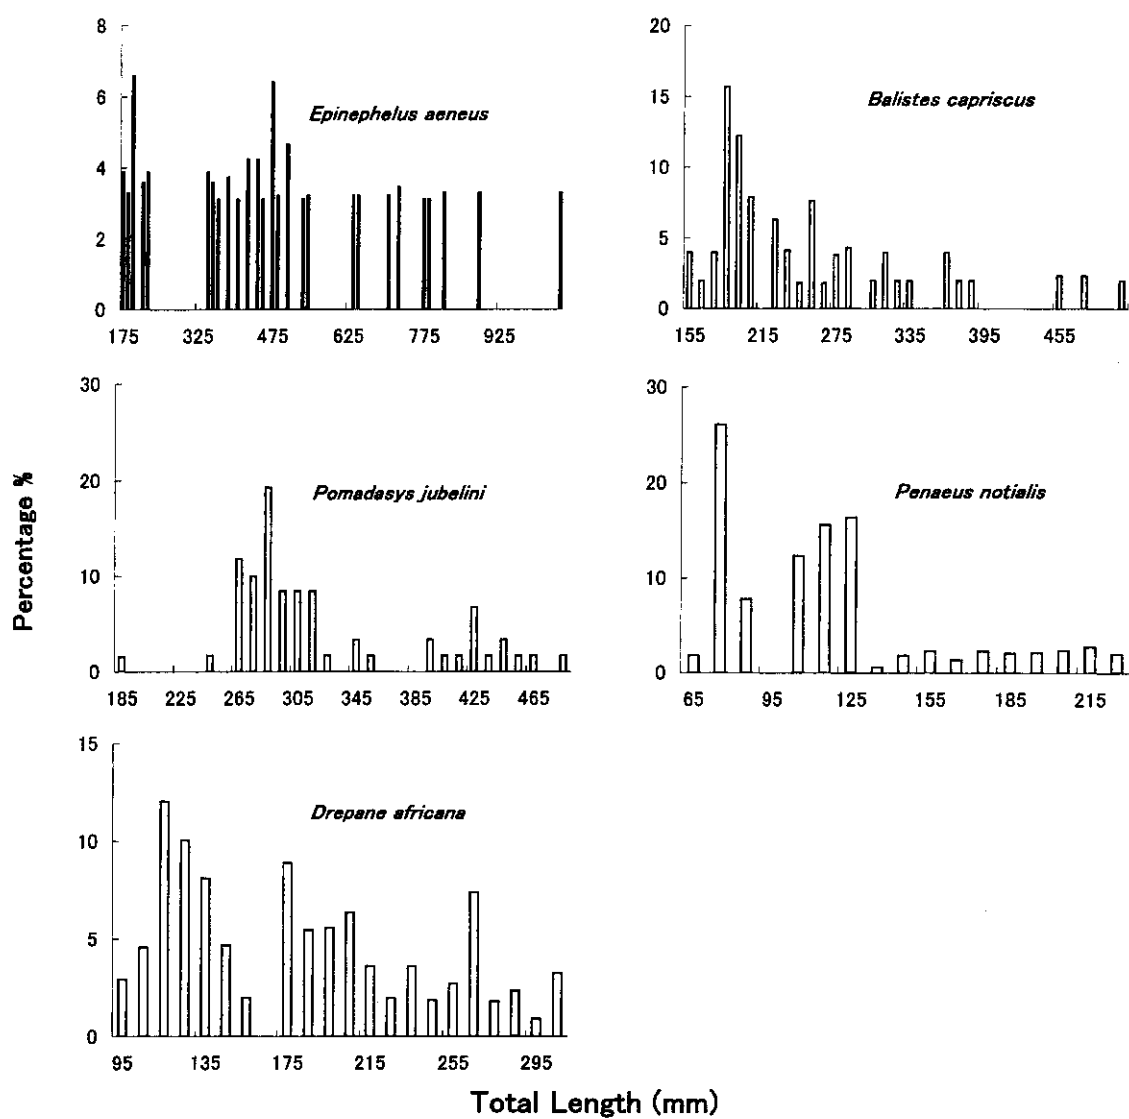 8
6
4
2
0
Epinephelus aeneus
175 325 475 625 775 925
20
15
10
5
0
Balistes capriscus
155 215 275 335 395 455
30
20
10
0
Pomadasys jubelini
185 225 265 305 345 385 425 465
30
20
10
0
Penaeus notialis
65 95 125 155 185 215
Percentage %
15
10
5
0
Drepane africana
95 135 175 215 255 295
Total Length (mm)